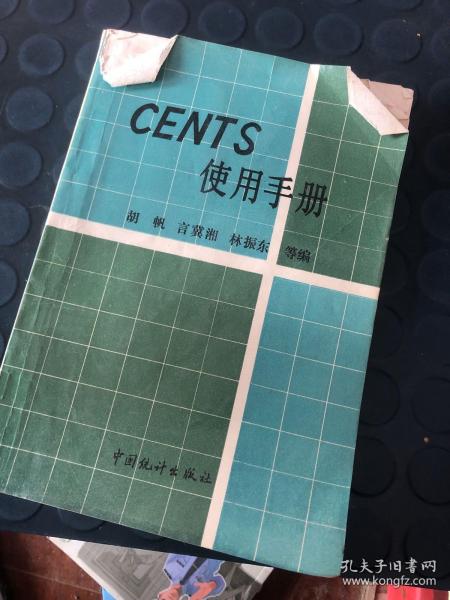 CENTS
使用手册
胡帆 言冀湘 林振东 等编
中国统计出版社
孔夫子旧书网
www.kongfz.com